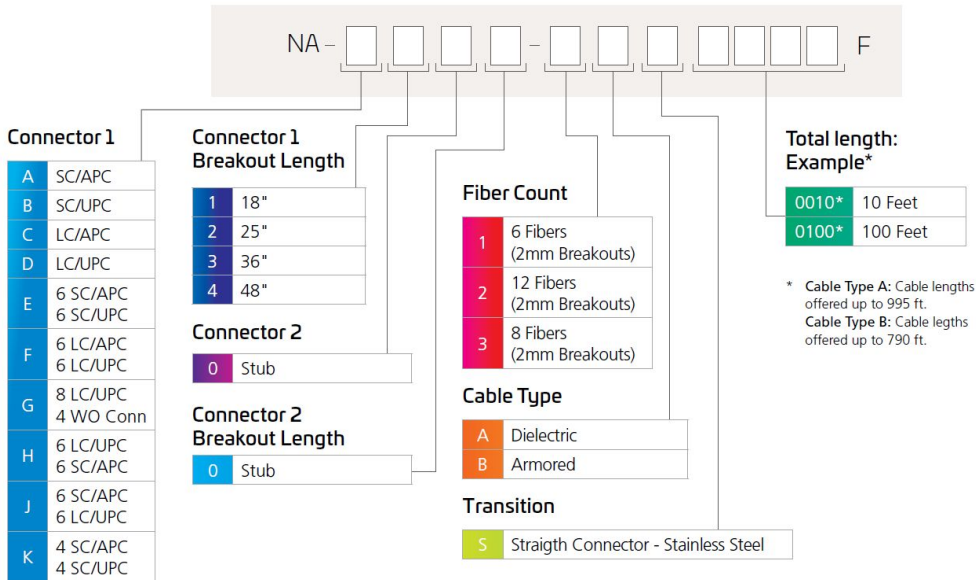 NA - - F
Connector 1
A SC/APC
B SC/UPC
C LC/APC
D LC/UPC
E 6 SC/APC
6 SC/UPC
F 6 LC/APC
6 LC/UPC
G 8 LC/UPC
4 WO Conn
H 6 LC/UPC
6 SC/APC
J 6 SC/APC
6 LC/UPC
K 4 SC/APC
4 SC/UPC
Connector 1
Breakout Length
1 18"
2 25"
3 36"
4 48"
Connector 2
0 Stub
Connector 2
Breakout Length
0 Stub
Fiber Count
1 6 Fibers
(2mm Breakouts)
2 12 Fibers
(2mm Breakouts)
3 8 Fibers
(2mm Breakouts)
Cable Type
A Dielectric
B Armored
Transition
S Straigth Connector - Stainless Steel
Total length:
Example*
0010* 10 Feet
0100* 100 Feet
* Cable Type A: Cable lengths
offered up to 995 ft.
Cable Type B: Cable legths
offered up to 790 ft.